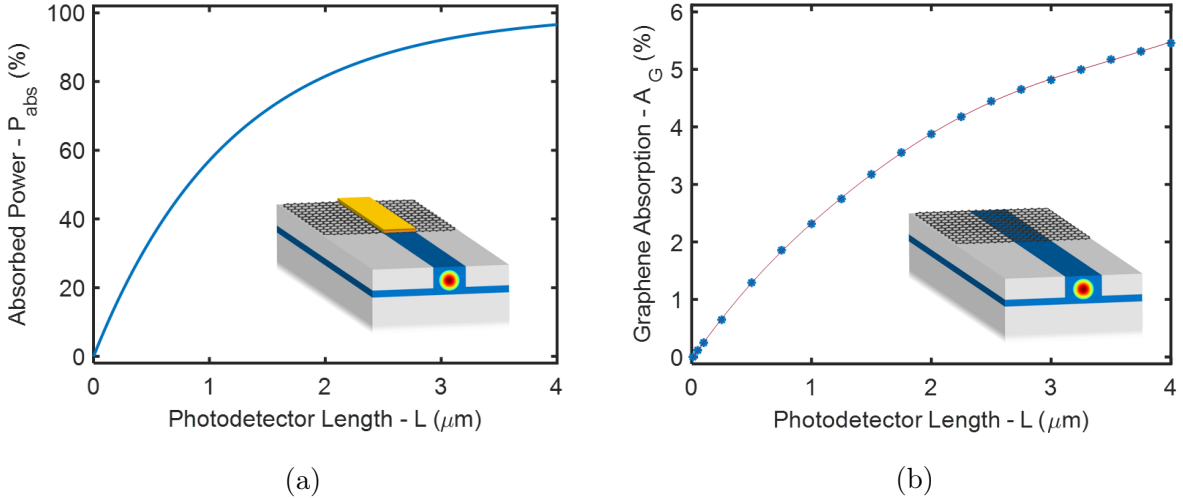 100
80
60
40
20
0
0 1 2 3 4
Absorbed Power - P_abs (%)
Photodetector Length - L (μm)
(a)
6
5
4
3
2
1
0
0 1 2 3 4
Graphene Absorption - A_G (%)
Photodetector Length - L (μm)
(b)